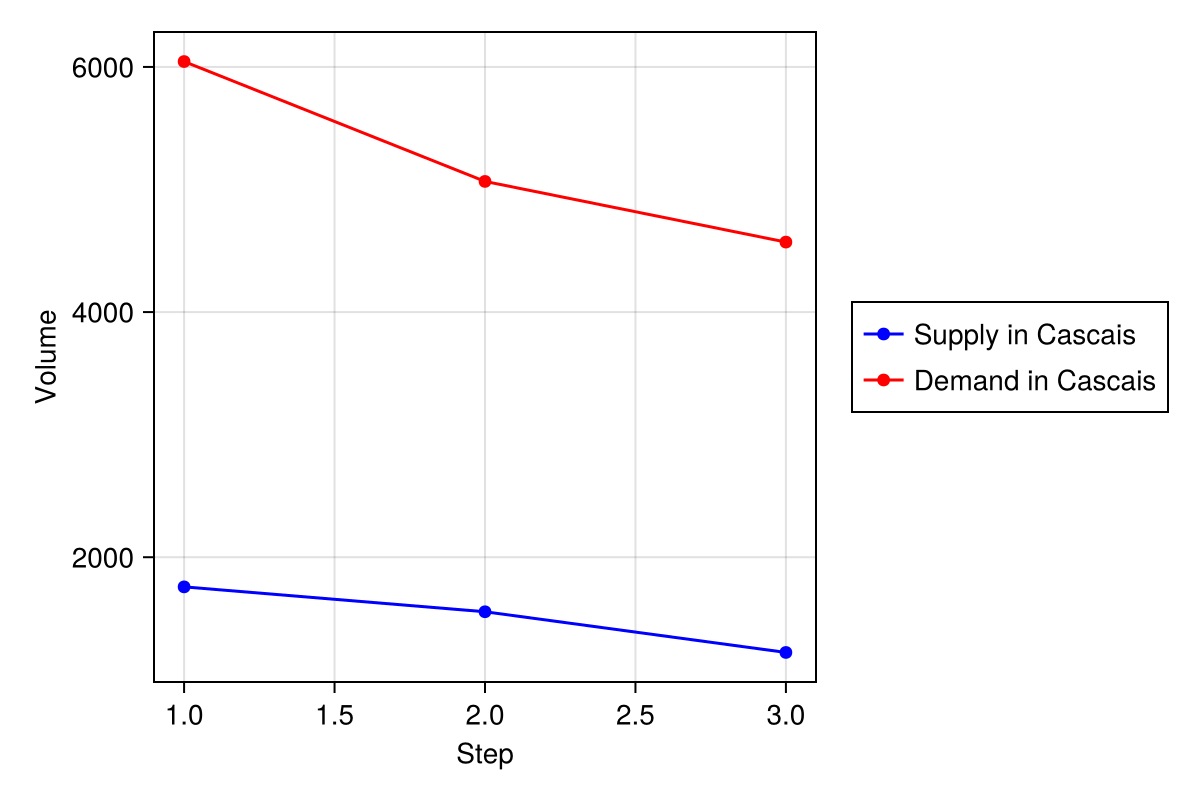 6000
4000
2000
Volume
1.0 1.5 2.0 2.5 3.0
Step
Supply in Cascais
Demand in Cascais